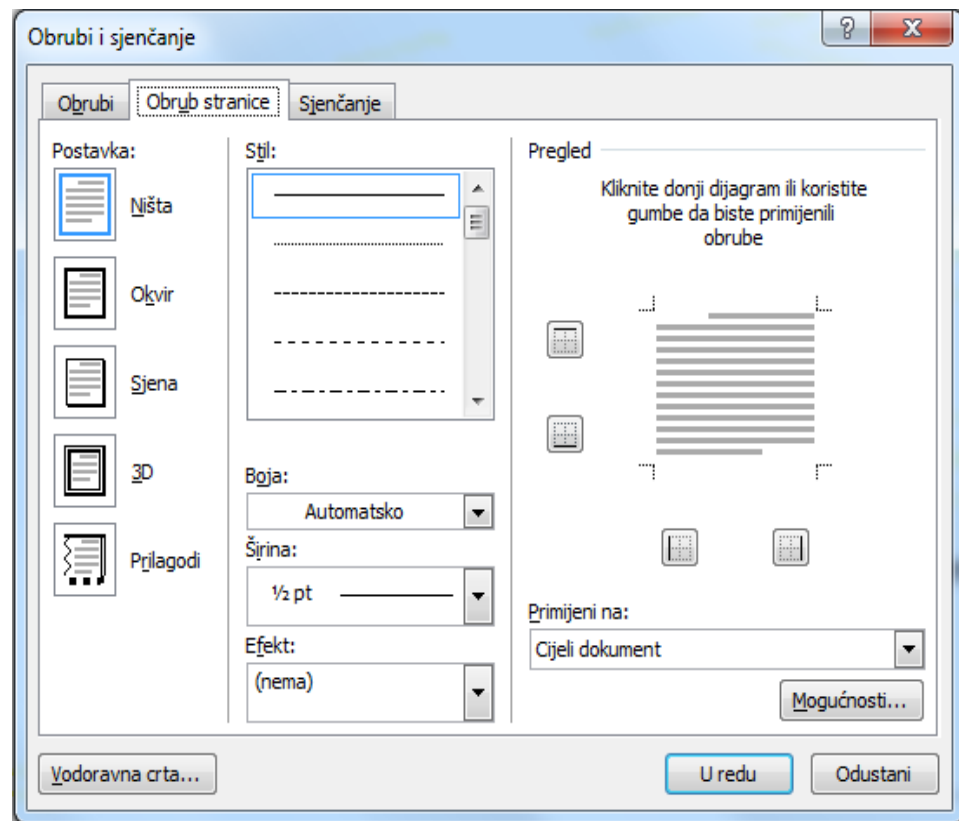 Obrubi i sjenčanje
Obrubi
Obrub stranice
Sjenčanje
Postavka:
Ništa
Okvir
Sjena
3D
Prilagodi
Stil:
Boja:
Automatsko
Širina:
½ pt
Efekt:
(nema)
Pregled
Kliknite donji dijagram ili koristite
gumbe da biste primijenili
obrube
Primijeni na:
Cijeli dokument
Mogućnosti...
Vodoravna crta...
U redu
Odustani